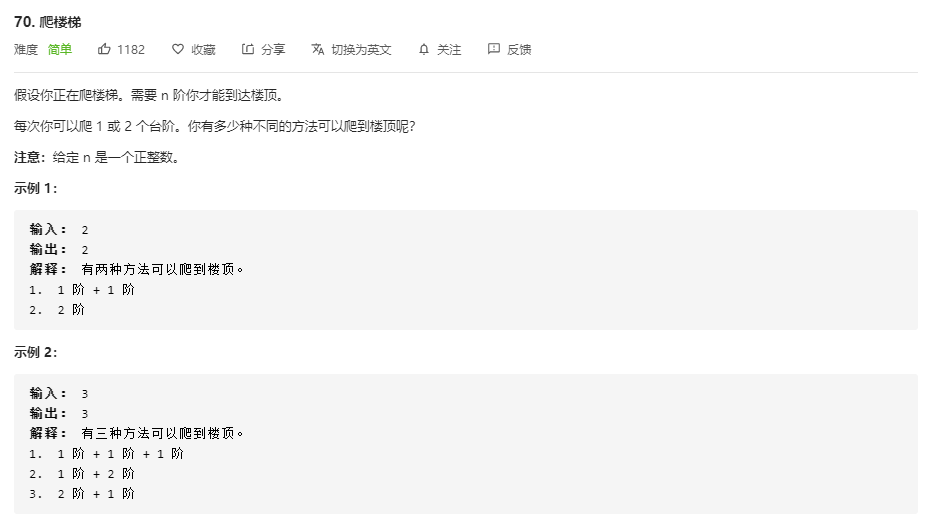 70. 爬楼梯
难度 简单 1182 收藏 分享 切换为英文 关注 反馈
假设你正在爬楼梯。需要 n 阶你才能到达楼顶。
每次你可以爬 1 或 2 个台阶。你有多少种不同的方法可以爬到楼顶呢？
注意：给定 n 是一个正整数。
示例 1：
输入： 2
输出： 2
解释： 有两种方法可以爬到楼顶。
1. 1 阶 + 1 阶
2. 2 阶
示例 2：
输入： 3
输出： 3
解释： 有三种方法可以爬到楼顶。
1. 1 阶 + 1 阶 + 1 阶
2. 1 阶 + 2 阶
3. 2 阶 + 1 阶